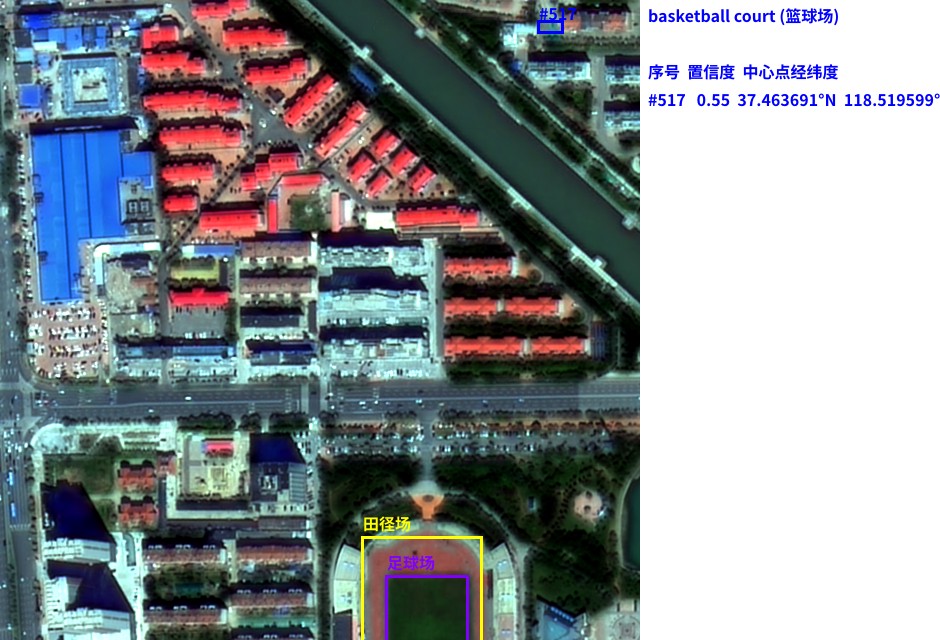 #517
basketball court (篮球场)
序号 置信度 中心点经纬度
#517 0.55 37.463691°N 118.519599°
田径场
足球场